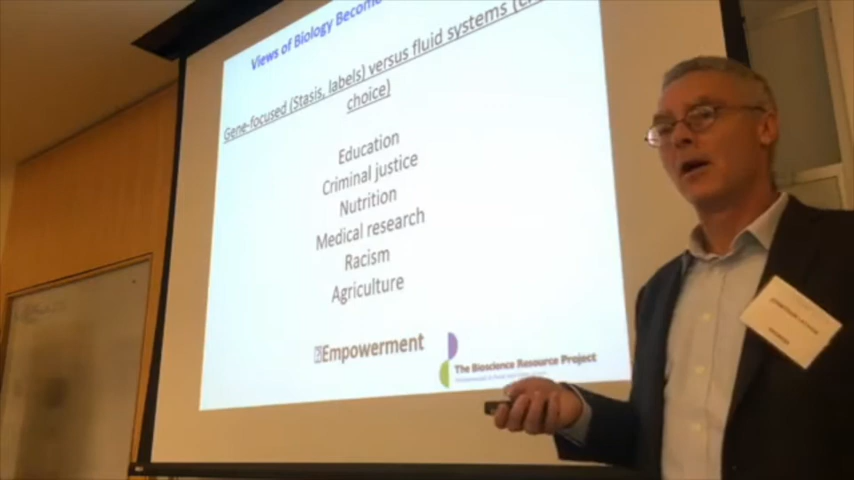 Views of Biology Become
Gene-focused (Stasis, labels) versus fluid systems
choice)
Education
Criminal justice
Nutrition
Medical research
Racism
Agriculture
Empowerment
The Bioscience Resource Project